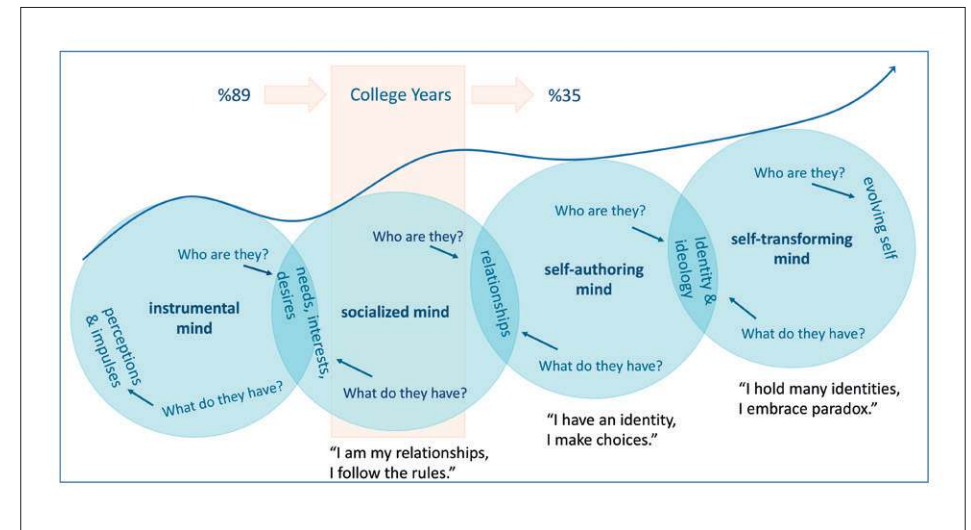 %89
College Years
%35
Who are they?
needs, interests,
desires
instrumental
mind
perceptions
& impulses
What do they have?
Who are they?
relationships
socialized mind
What do they have?
“I am my relationships,
I follow the rules.”
Who are they?
Identity &
ideology
self-authoring
mind
What do they have?
“I have an identity,
I make choices.”
Who are they?
evolving self
self-transforming
mind
What do they have?
“I hold many identities,
I embrace paradox.”